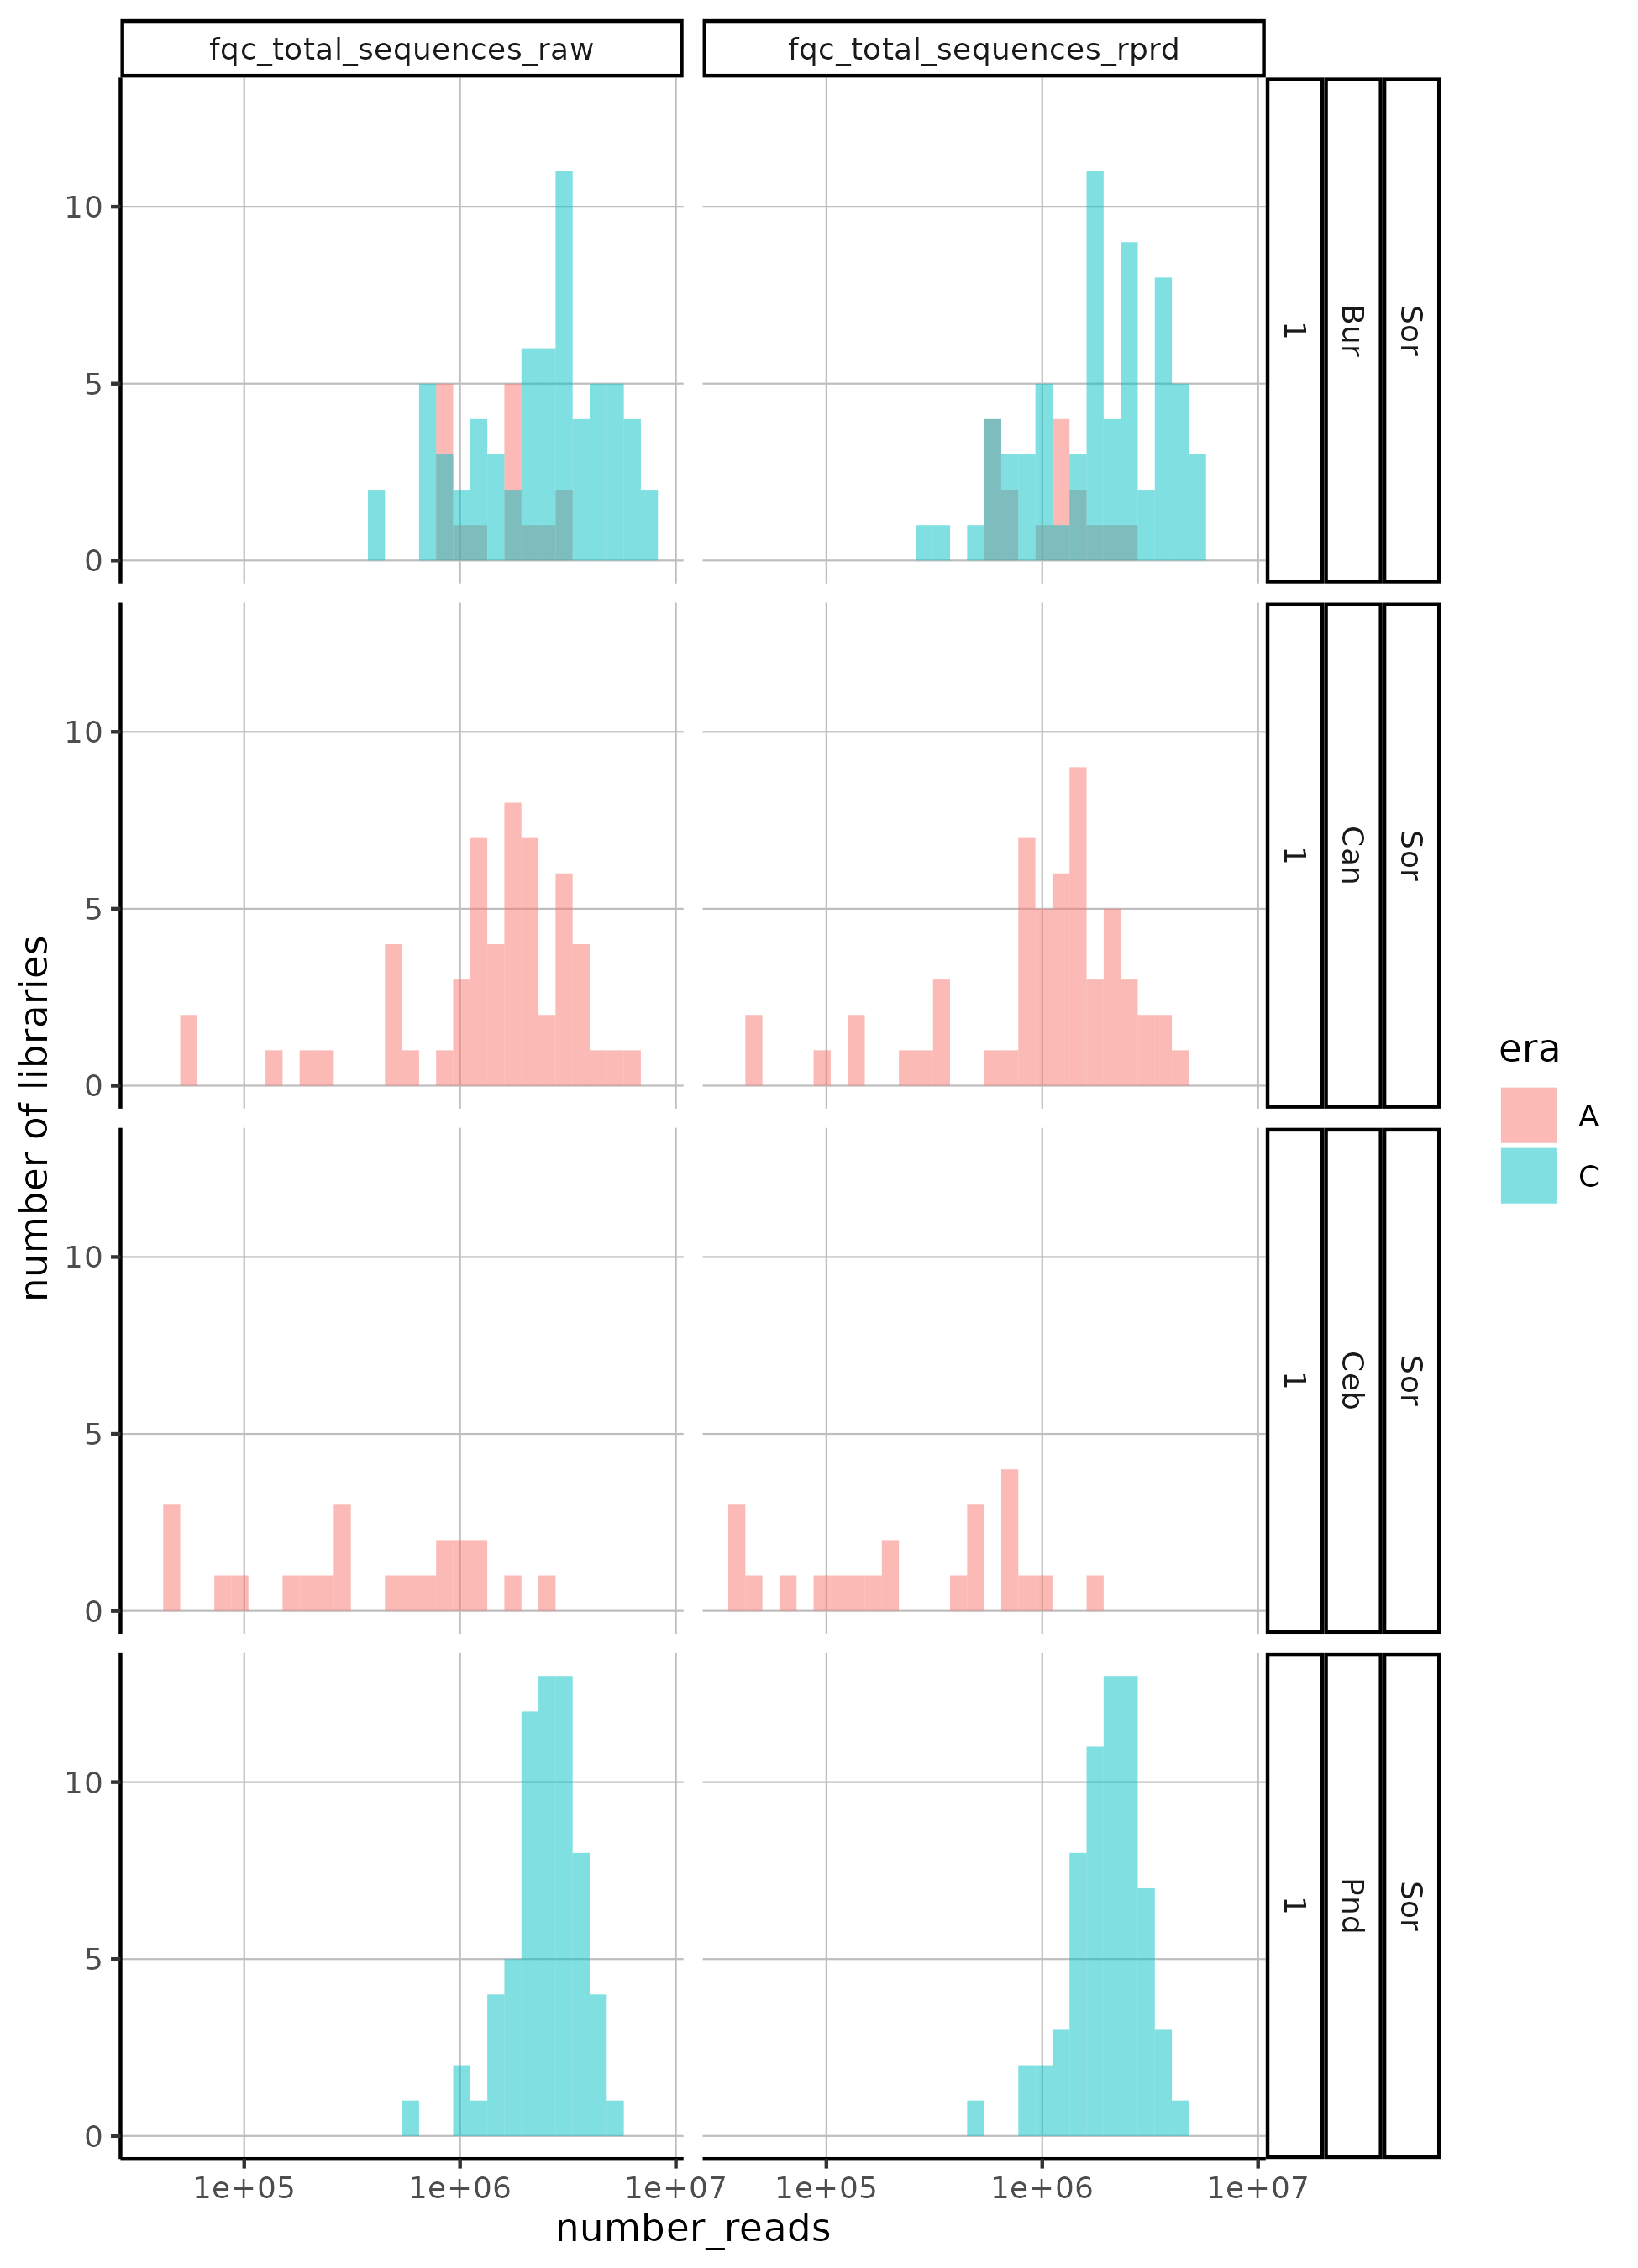 fqc_total_sequences_raw
fqc_total_sequences_rprd
10
5
0
1
Bur
Sor
10
5
0
1
Can
Sor
10
5
0
1
Ceb
Sor
10
5
0
1
Pnd
Sor
1e+05
1e+06
1e+07
1e+05
1e+06
1e+07
number_reads
number of libraries
era
A
C